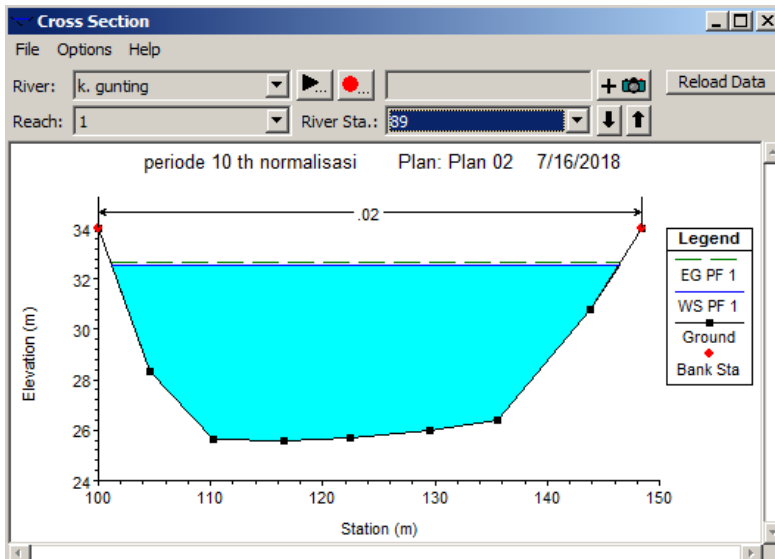 Cross Section
File Options Help
River: k. gunting ... ... + Reload Data
Reach: 1 River Sta.: 89
periode 10 th normalisasi Plan: Plan 02 7/16/2018
.02
34
32
30
28
26
24
100 110 120 130 140 150
Elevation (m)
Station (m)
Legend
EG PF 1
WS PF 1
Ground
Bank Sta